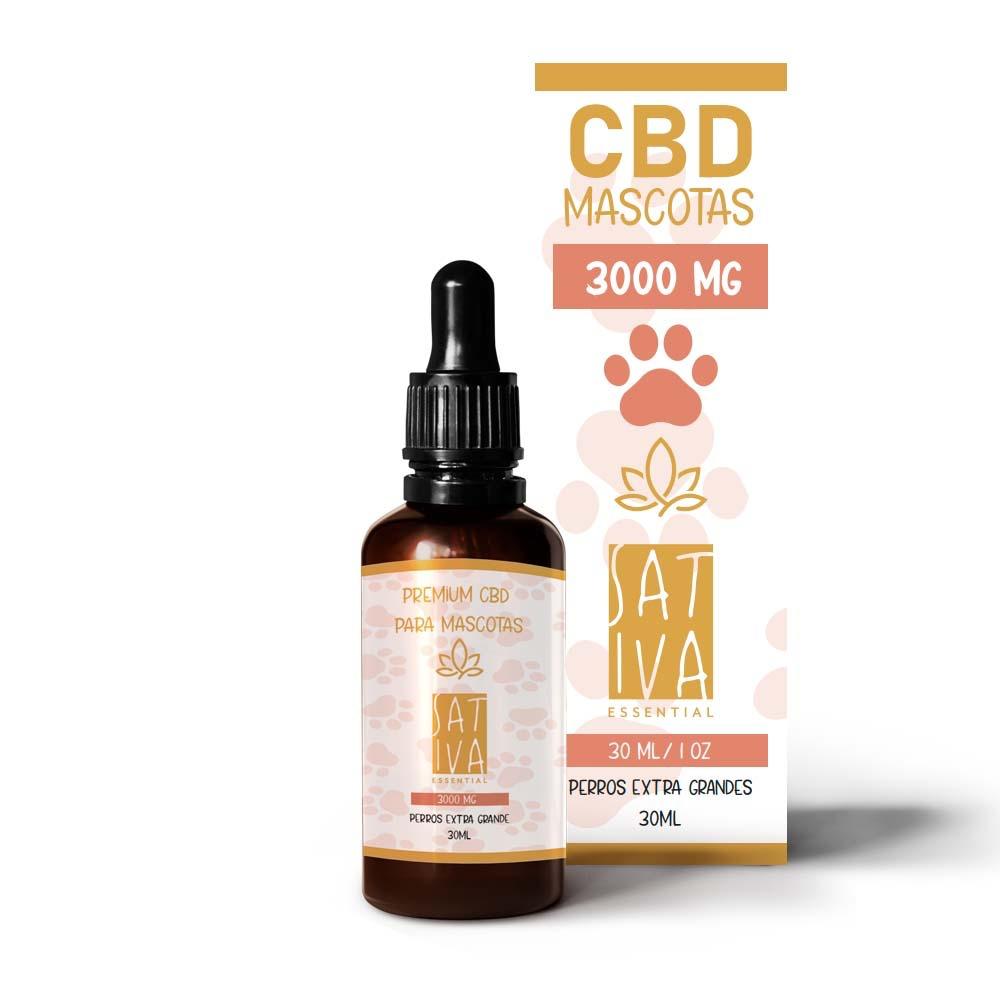 CBD
MASCOTAS
3000 MG
SAT
IVA
ESSENTIAL
30 ML/ 1 OZ
PERROS EXTRA GRANDES
30ML
PREMIUM CBD
PARA MASCOTAS
SAT
IVA
ESSENTIAL
3000 MG
PERROS EXTRA GRANDE
30ML